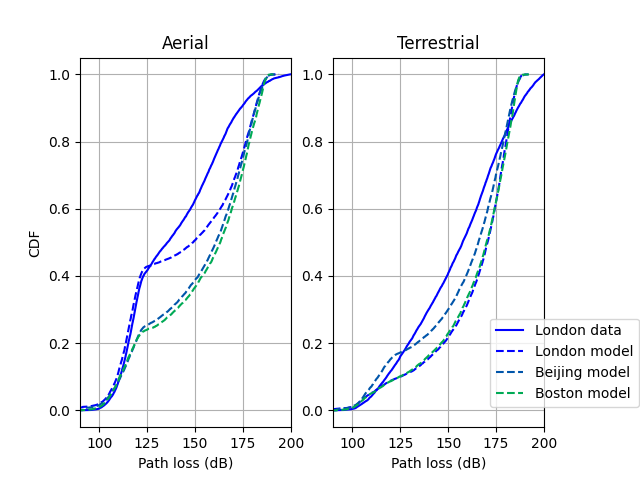 Aerial
Terrestrial
CDF
1.0
0.8
0.6
0.4
0.2
0.0
100
125
150
175
200
Path loss (dB)
1.0
0.8
0.6
0.4
0.2
0.0
100
125
150
175
200
Path loss (dB)
London data
London model
Beijing model
Boston model